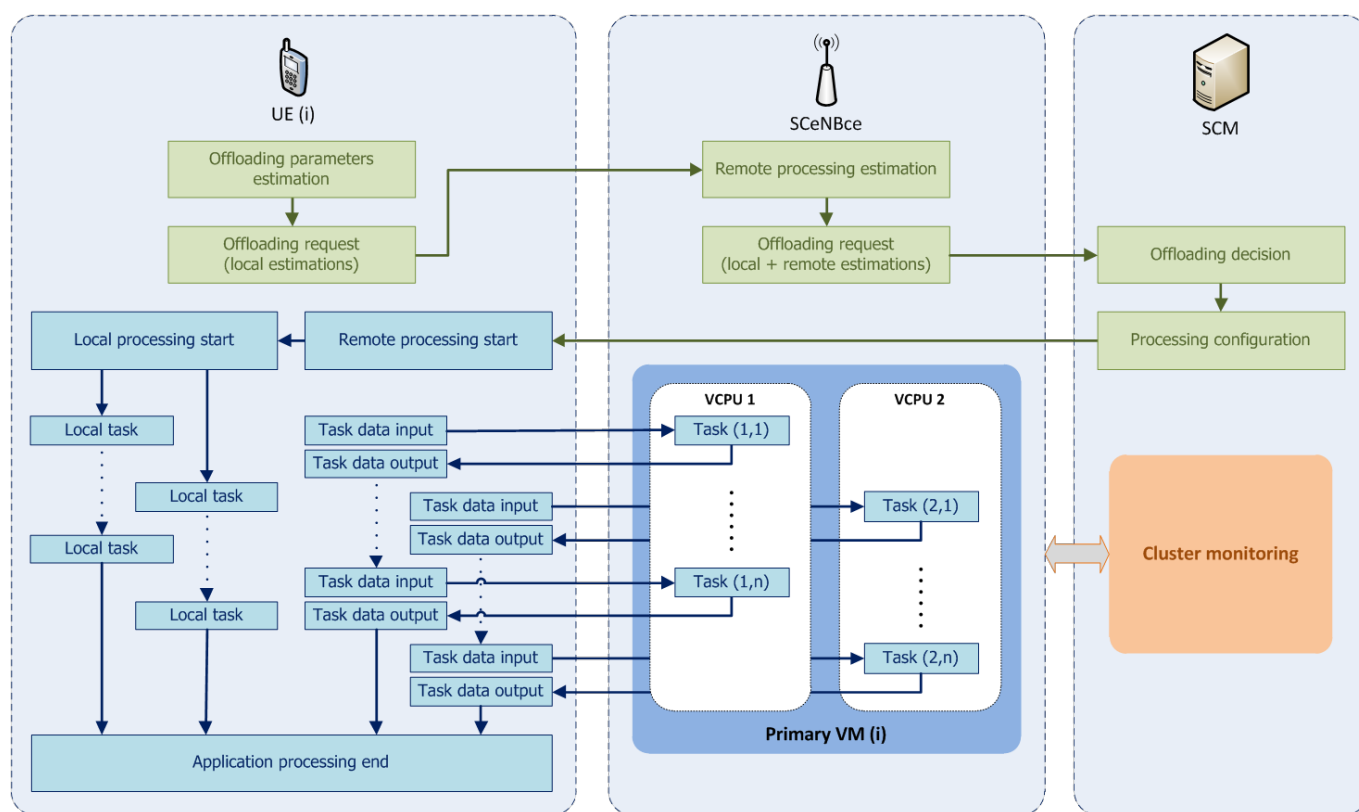 UE (i)
SCeNBce
SCM
Offloading parameters
estimation
Remote processing estimation
Offloading request
(local estimations)
Offloading request
(local + remote estimations)
Offloading decision
Local processing start
Remote processing start
Processing configuration
VCPU 1
VCPU 2
Local task
Task data input
Task (1,1)
Task data output
Local task
Task data input
Task (2,1)
Task data output
Local task
Cluster monitoring
Task data input
Task (1,n)
Local task
Task data output
Task data input
Task (2,n)
Task data output
Primary VM (i)
Application processing end